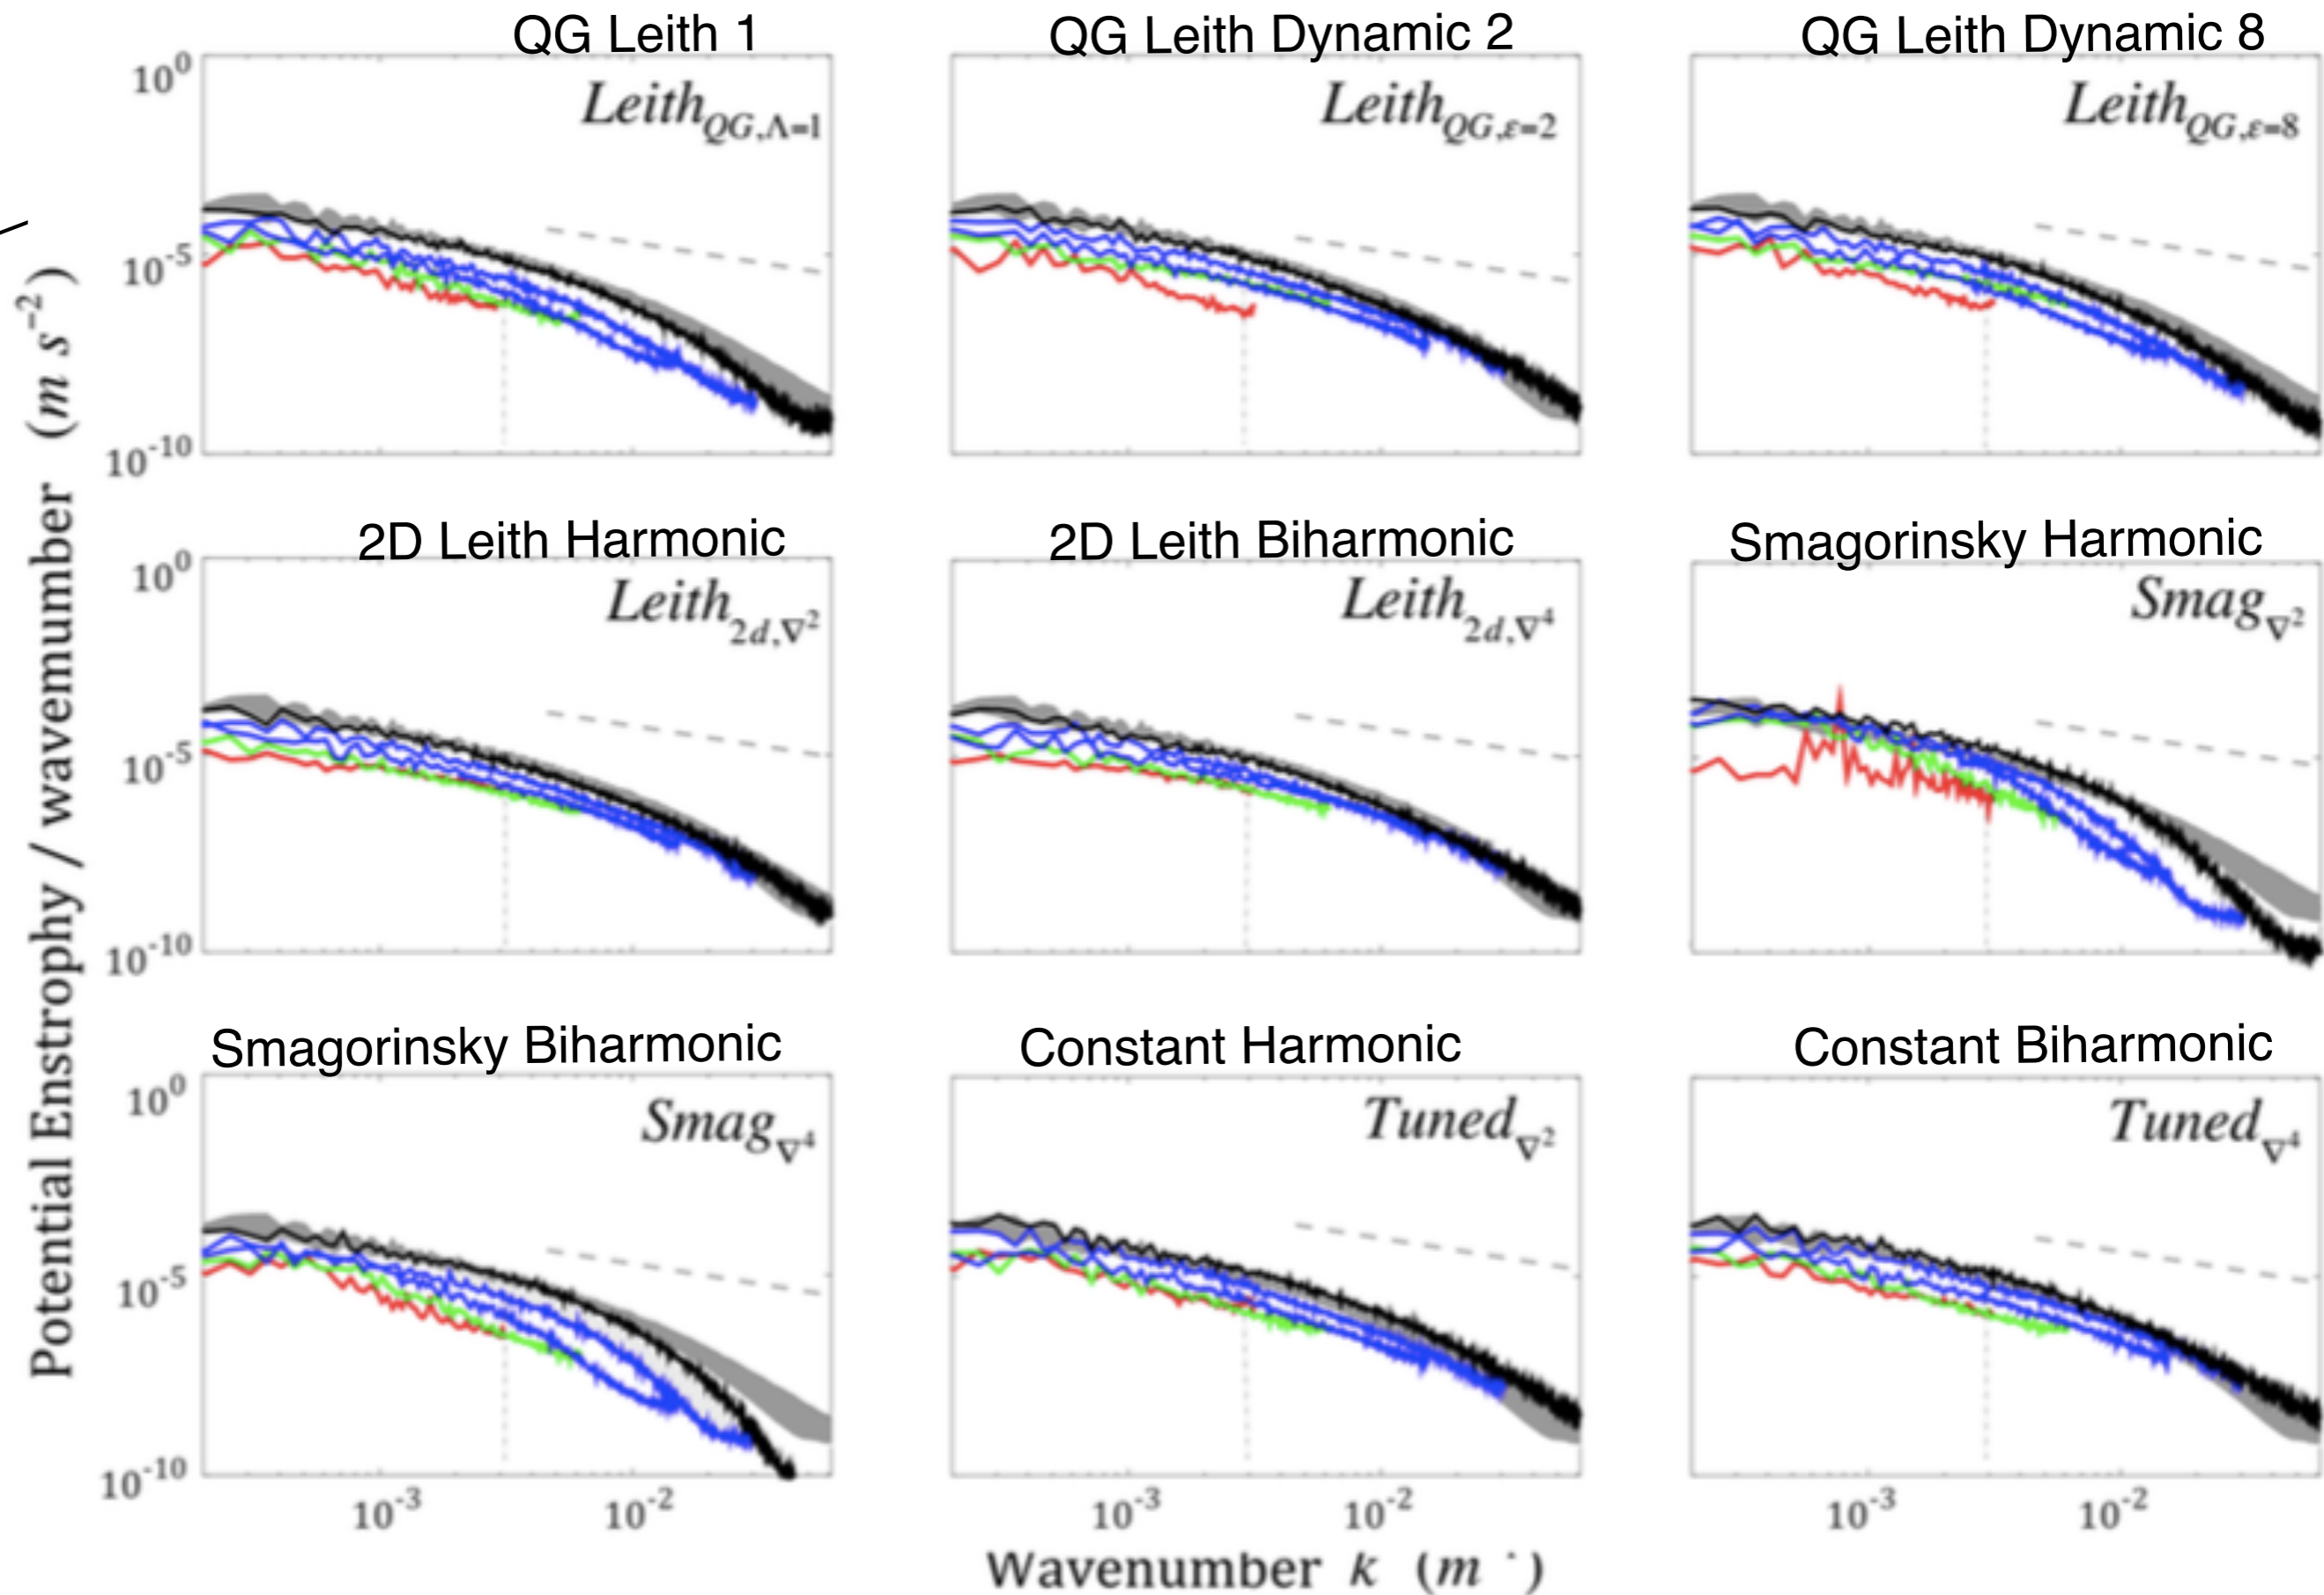 QG Leith 1
QG Leith Dynamic 2
QG Leith Dynamic 8
10^0
Leith_QG,Λ=1
Leith_QG,ε=2
Leith_QG,ε=8
10^-5
10^-10
2D Leith Harmonic
2D Leith Biharmonic
Smagorinsky Harmonic
10^0
Leith_2d,∇²
Leith_2d,∇⁴
Smag_∇²
10^-5
10^-10
Smagorinsky Biharmonic
Constant Harmonic
Constant Biharmonic
10^0
Smag_∇⁴
Tuned_∇²
Tuned_∇⁴
10^-5
10^-10
10^-3
10^-2
10^-3
10^-2
10^-3
10^-2
Potential Enstrophy / wavenumber (m s^-2)
Wavenumber k (m )